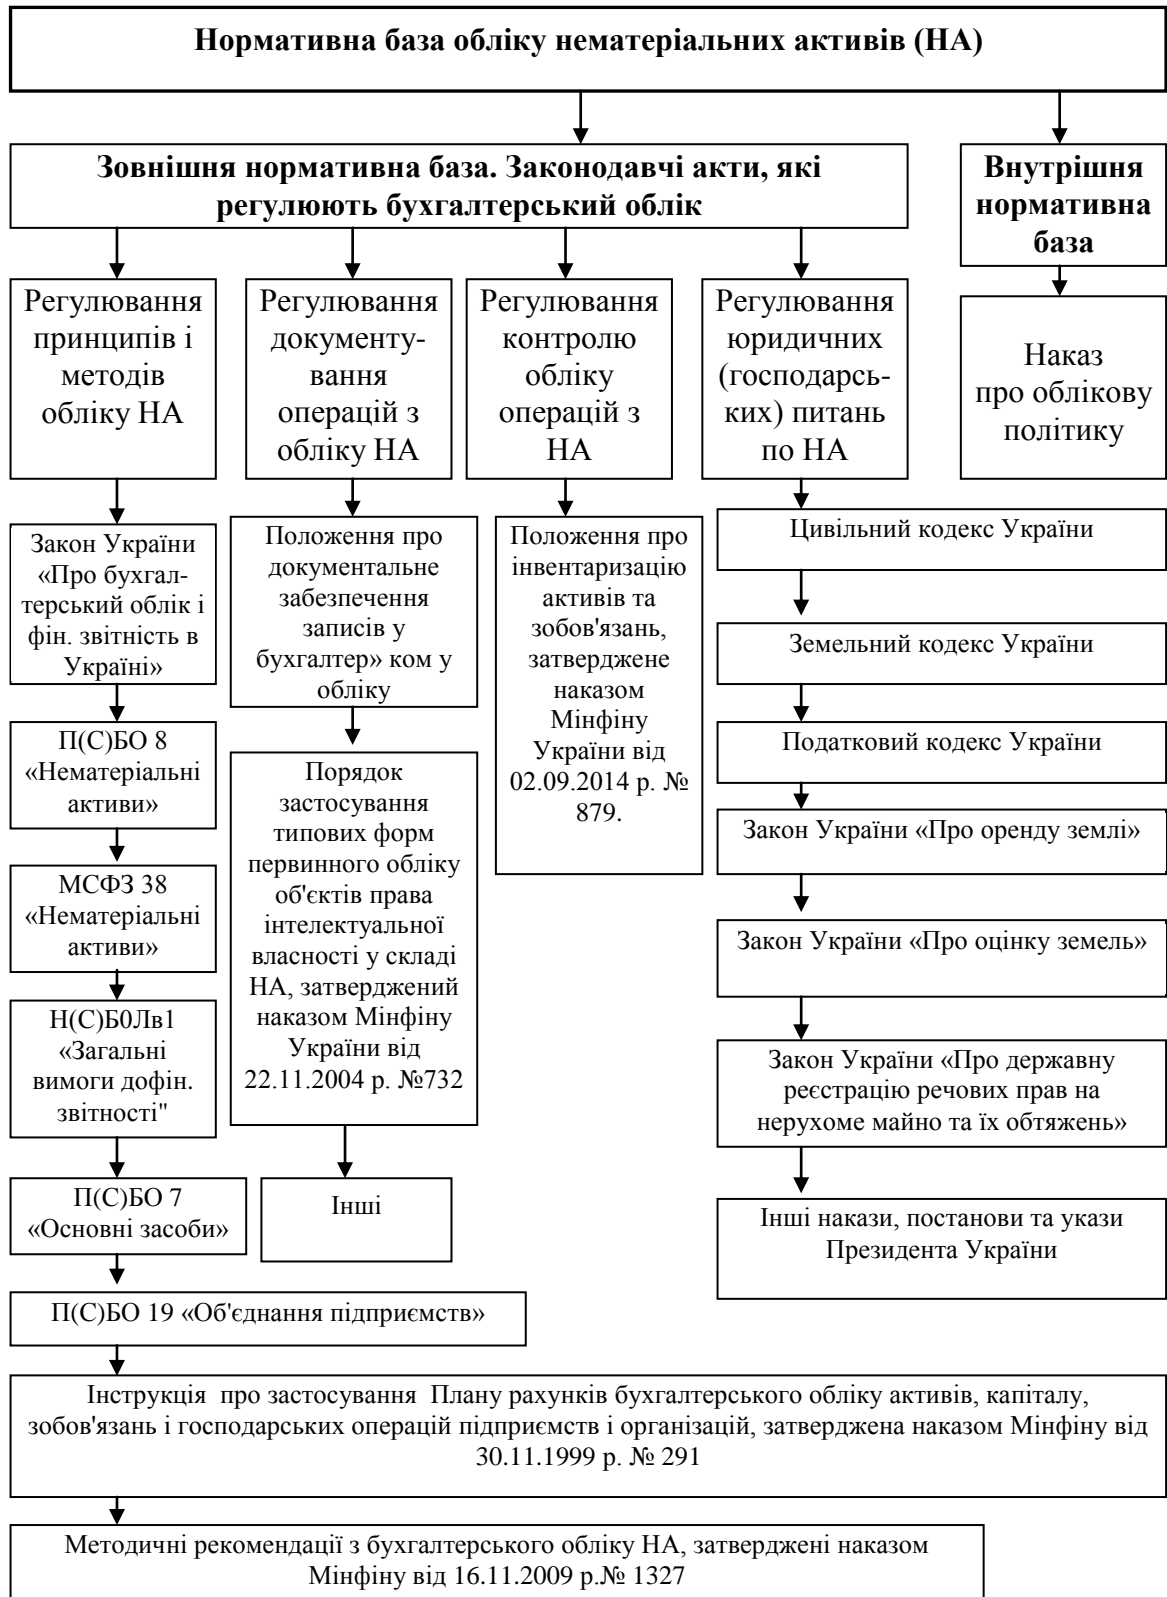 Нормативна база обліку нематеріальних активів (НА)
Зовнішня нормативна база. Законодавчі акти, які
регулюють бухгалтерський облік
Внутрішня
нормативна
база
Регулювання
принципів і
методів
обліку НА
Регулювання
документу-
вання
операцій з
обліку НА
Регулювання
контролю
обліку
операцій з
НА
Регулювання
юридичних
(господарсь-
ких) питань
по НА
Наказ
про облікову
політику
Закон України
«Про бухгал-
терський облік і
фін. звітність в
Україні»
П(С)БО 8
«Нематеріальні
активи»
МСФЗ 38
«Нематеріальні
активи»
Н(С)Б0Лв1
«Загальні
вимоги дофін.
звітності"
П(С)БО 7
«Основні засоби»
П(С)БО 19 «Об'єднання підприємств»
Положення про
документальне
забезпечення
записів у
бухгалтер» ком у
обліку
Порядок
застосування
типових форм
первинного обліку
об'єктів права
інтелектуальної
власності у складі
НА, затверджений
наказом Мінфіну
України від
22.11.2004 р. №732
Інші
Положення про
інвентаризацію
активів та
зобов'язань,
затверджене
наказом
Мінфіну
України від
02.09.2014 р. №
879.
Цивільний кодекс України
Земельний кодекс України
Податковий кодекс України
Закон України «Про оренду землі»
Закон України «Про оцінку земель»
Закон України «Про державну
реєстрацію речових прав на
нерухоме майно та їх обтяжень»
Інші накази, постанови та укази
Президента України
Інструкція про застосування Плану рахунків бухгалтерського обліку активів, капіталу,
зобов'язань і господарських операцій підприємств і організацій, затверджена наказом Мінфіну від
30.11.1999 р. № 291
Методичні рекомендації з бухгалтерського обліку НА, затверджені наказом
Мінфіну від 16.11.2009 р.№ 1327